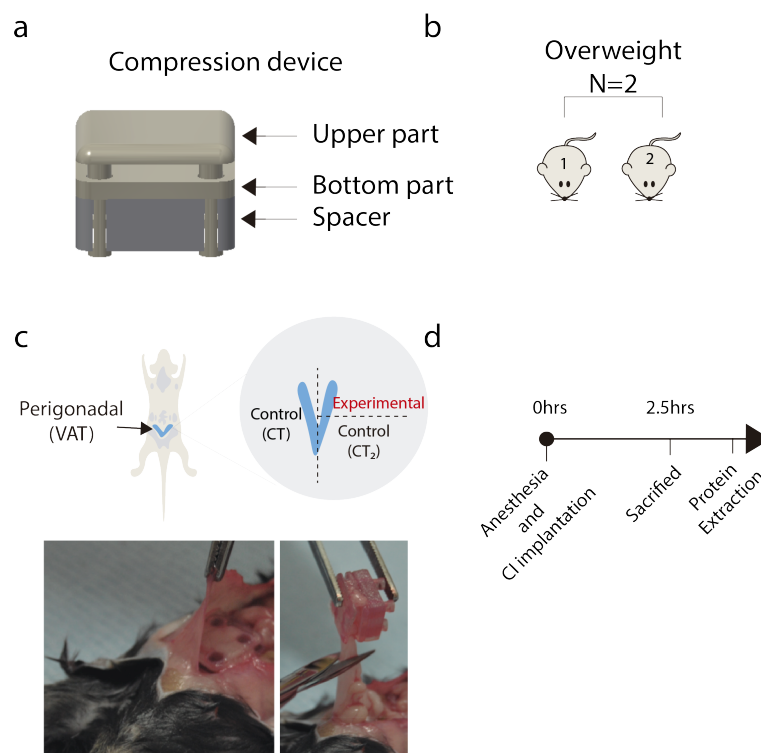 a
Compression device
Upper part
Bottom part
Spacer
b
Overweight
N=2
1
2
c
Perigonadal
(VAT)
Control
(CT)
Experimental
Control
(CT₂)
d
0hrs
2.5hrs
Anesthesia
and
CI implantation
Sacrified
Protein
Extraction